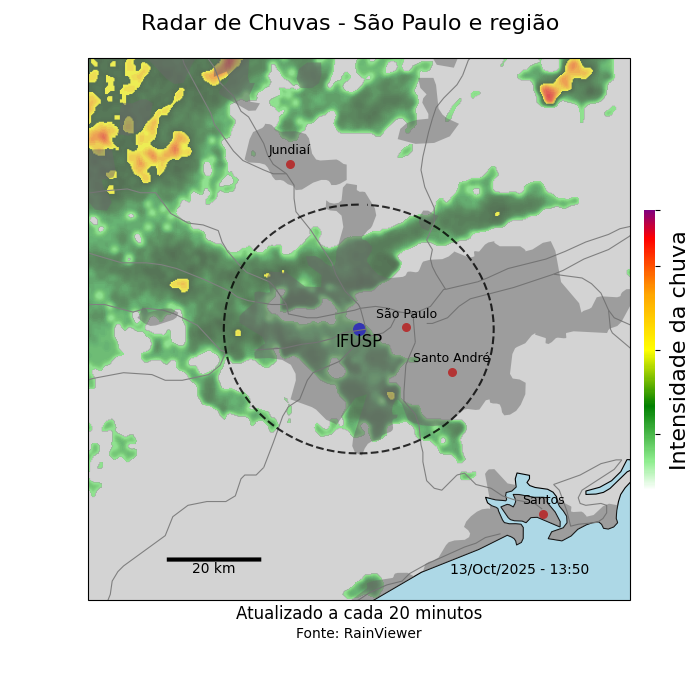 Radar de Chuvas - São Paulo e região
Jundiaí
São Paulo
IFUSP
Santo André
Santos
20 km
13/Oct/2025 - 13:50
Intensidade da chuva
Atualizado a cada 20 minutos
Fonte: RainViewer